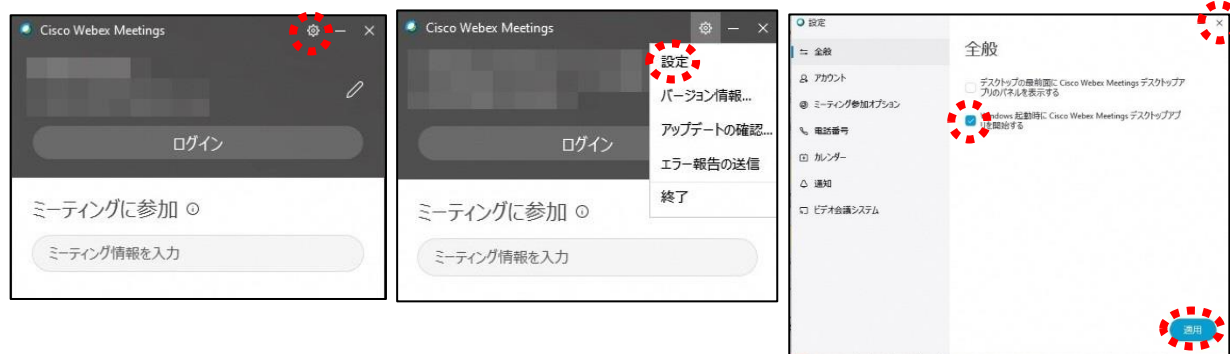 Cisco Webex Meetings
ログイン
ミーティングに参加
ミーティング情報を入力
Cisco Webex Meetings
設定
バージョン情報...
アップデートの確認...
エラー報告の送信
終了
ログイン
ミーティングに参加
ミーティング情報を入力
設定
全般
アカウント
ミーティング参加オプション
電話番号
カレンダー
通知
ビデオ会議システム
全般
デスクトップの最前面に Cisco Webex Meetings デスクトップア
プリのパネルを表示する
Windows 起動時に Cisco Webex Meetings デスクトップアプ
リを開始する
適用